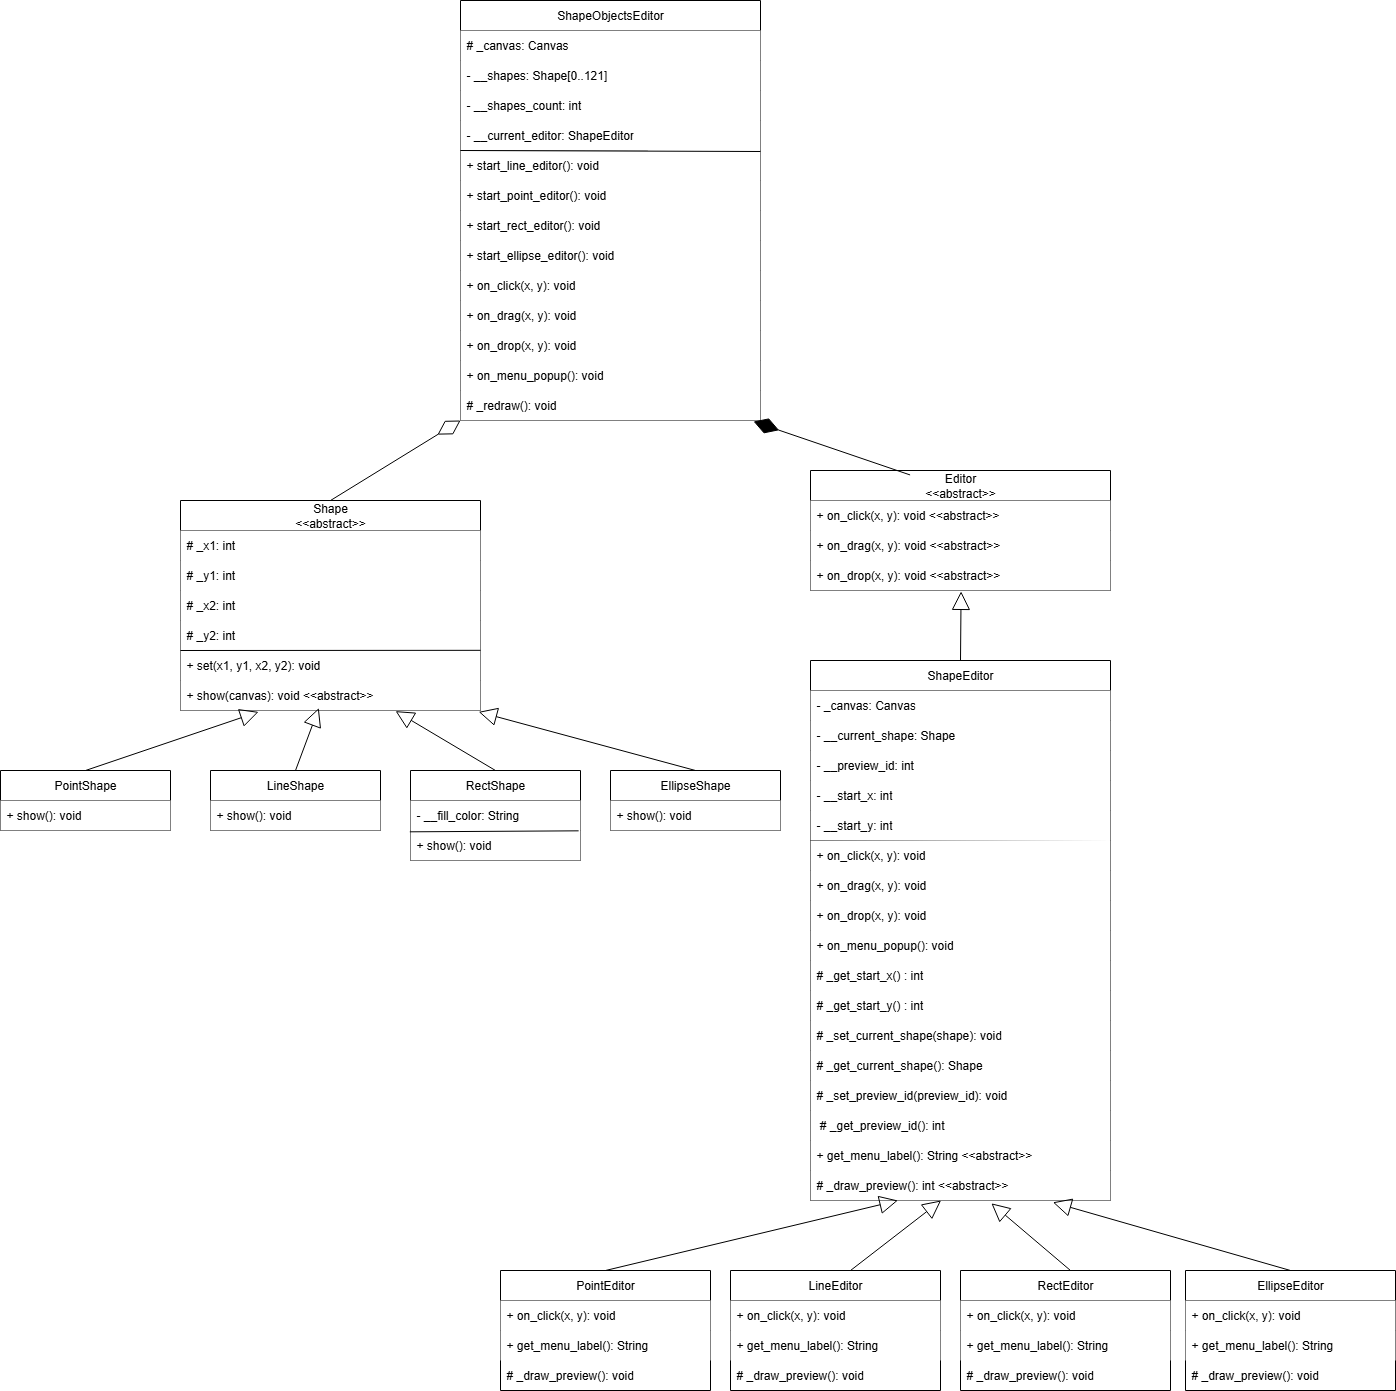 ShapeObjectsEditor
# _canvas: Canvas
- __shapes: Shape[0..121]
- __shapes_count: int
- __current_editor: ShapeEditor
+ start_line_editor(): void
+ start_point_editor(): void
+ start_rect_editor(): void
+ start_ellipse_editor(): void
+ on_click(x, y): void
+ on_drag(x, y): void
+ on_drop(x, y): void
+ on_menu_popup(): void
# _redraw(): void
Shape
<<abstract>>
# _x1: int
# _y1: int
# _x2: int
# _y2: int
+ set(x1, y1, x2, y2): void
+ show(canvas): void <<abstract>>
Editor
<<abstract>>
+ on_click(x, y): void <<abstract>>
+ on_drag(x, y): void <<abstract>>
+ on_drop(x, y): void <<abstract>>
PointShape
+ show(): void
LineShape
+ show(): void
RectShape
- __fill_color: String
+ show(): void
EllipseShape
+ show(): void
ShapeEditor
- _canvas: Canvas
- __current_shape: Shape
- __preview_id: int
- __start_x: int
- __start_y: int
+ on_click(x, y): void
+ on_drag(x, y): void
+ on_drop(x, y): void
+ on_menu_popup(): void
# _get_start_x() : int
# _get_start_y() : int
# _set_current_shape(shape): void
# _get_current_shape(): Shape
# _set_preview_id(preview_id): void
# _get_preview_id(): int
+ get_menu_label(): String <<abstract>>
# _draw_preview(): int <<abstract>>
PointEditor
+ on_click(x, y): void
+ get_menu_label(): String
# _draw_preview(): void
LineEditor
+ on_click(x, y): void
+ get_menu_label(): String
# _draw_preview(): void
RectEditor
+ on_click(x, y): void
+ get_menu_label(): String
# _draw_preview(): void
EllipseEditor
+ on_click(x, y): void
+ get_menu_label(): String
# _draw_preview(): void